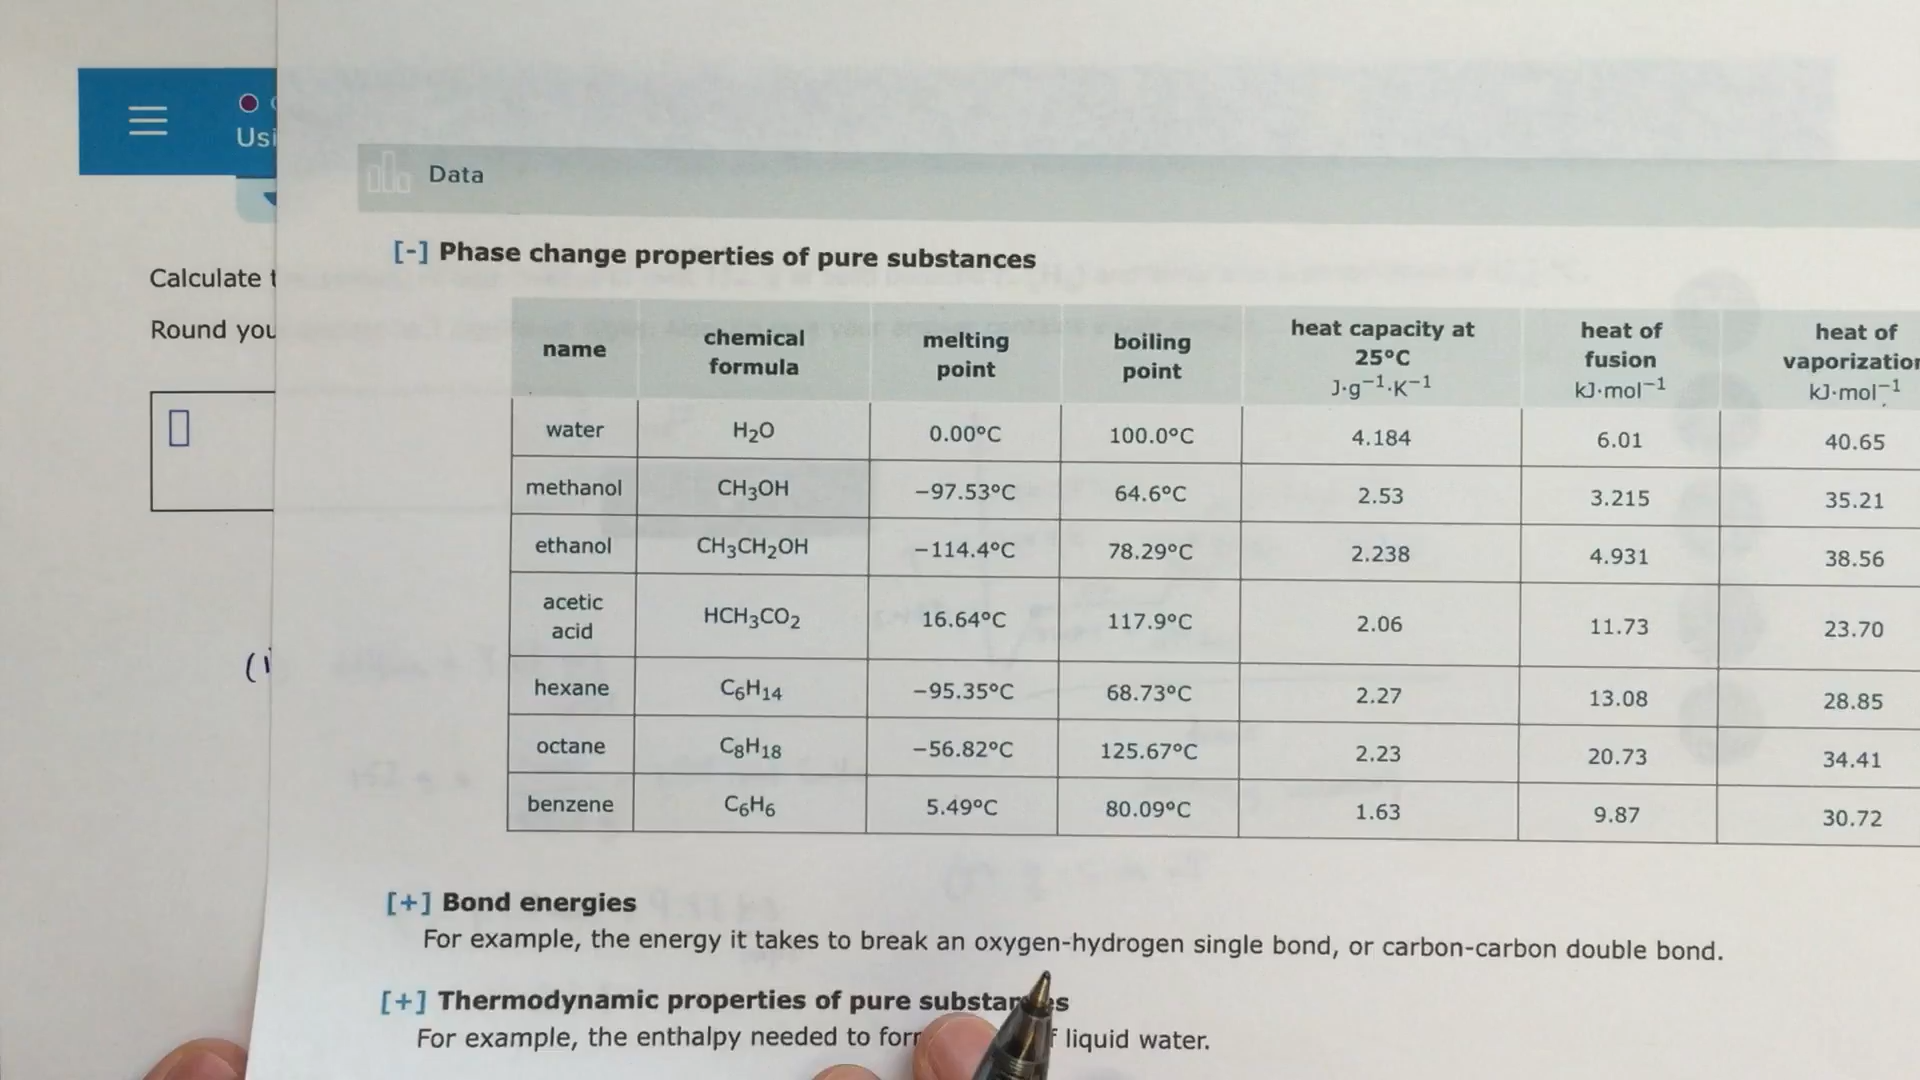 Usi
Data
Calculate t
Round you
[-] Phase change properties of pure substances
name chemical formula melting point boiling point heat capacity at 25°C J·g⁻¹·K⁻¹ heat of fusion kJ·mol⁻¹ heat of vaporization kJ·mol⁻¹
water H₂O 0.00°C 100.0°C 4.184 6.01 40.65
methanol CH₃OH −97.53°C 64.6°C 2.53 3.215 35.21
ethanol CH₃CH₂OH −114.4°C 78.29°C 2.238 4.931 38.56
acetic acid HCH₃CO₂ 16.64°C 117.9°C 2.06 11.73 23.70
hexane C₆H₁₄ −95.35°C 68.73°C 2.27 13.08 28.85
octane C₈H₁₈ −56.82°C 125.67°C 2.23 20.73 34.41
benzene C₆H₆ 5.49°C 80.09°C 1.63 9.87 30.72
[+] Bond energies
For example, the energy it takes to break an oxygen-hydrogen single bond, or carbon-carbon double bond.
[+] Thermodynamic properties of pure substances
For example, the enthalpy needed to form liquid water.